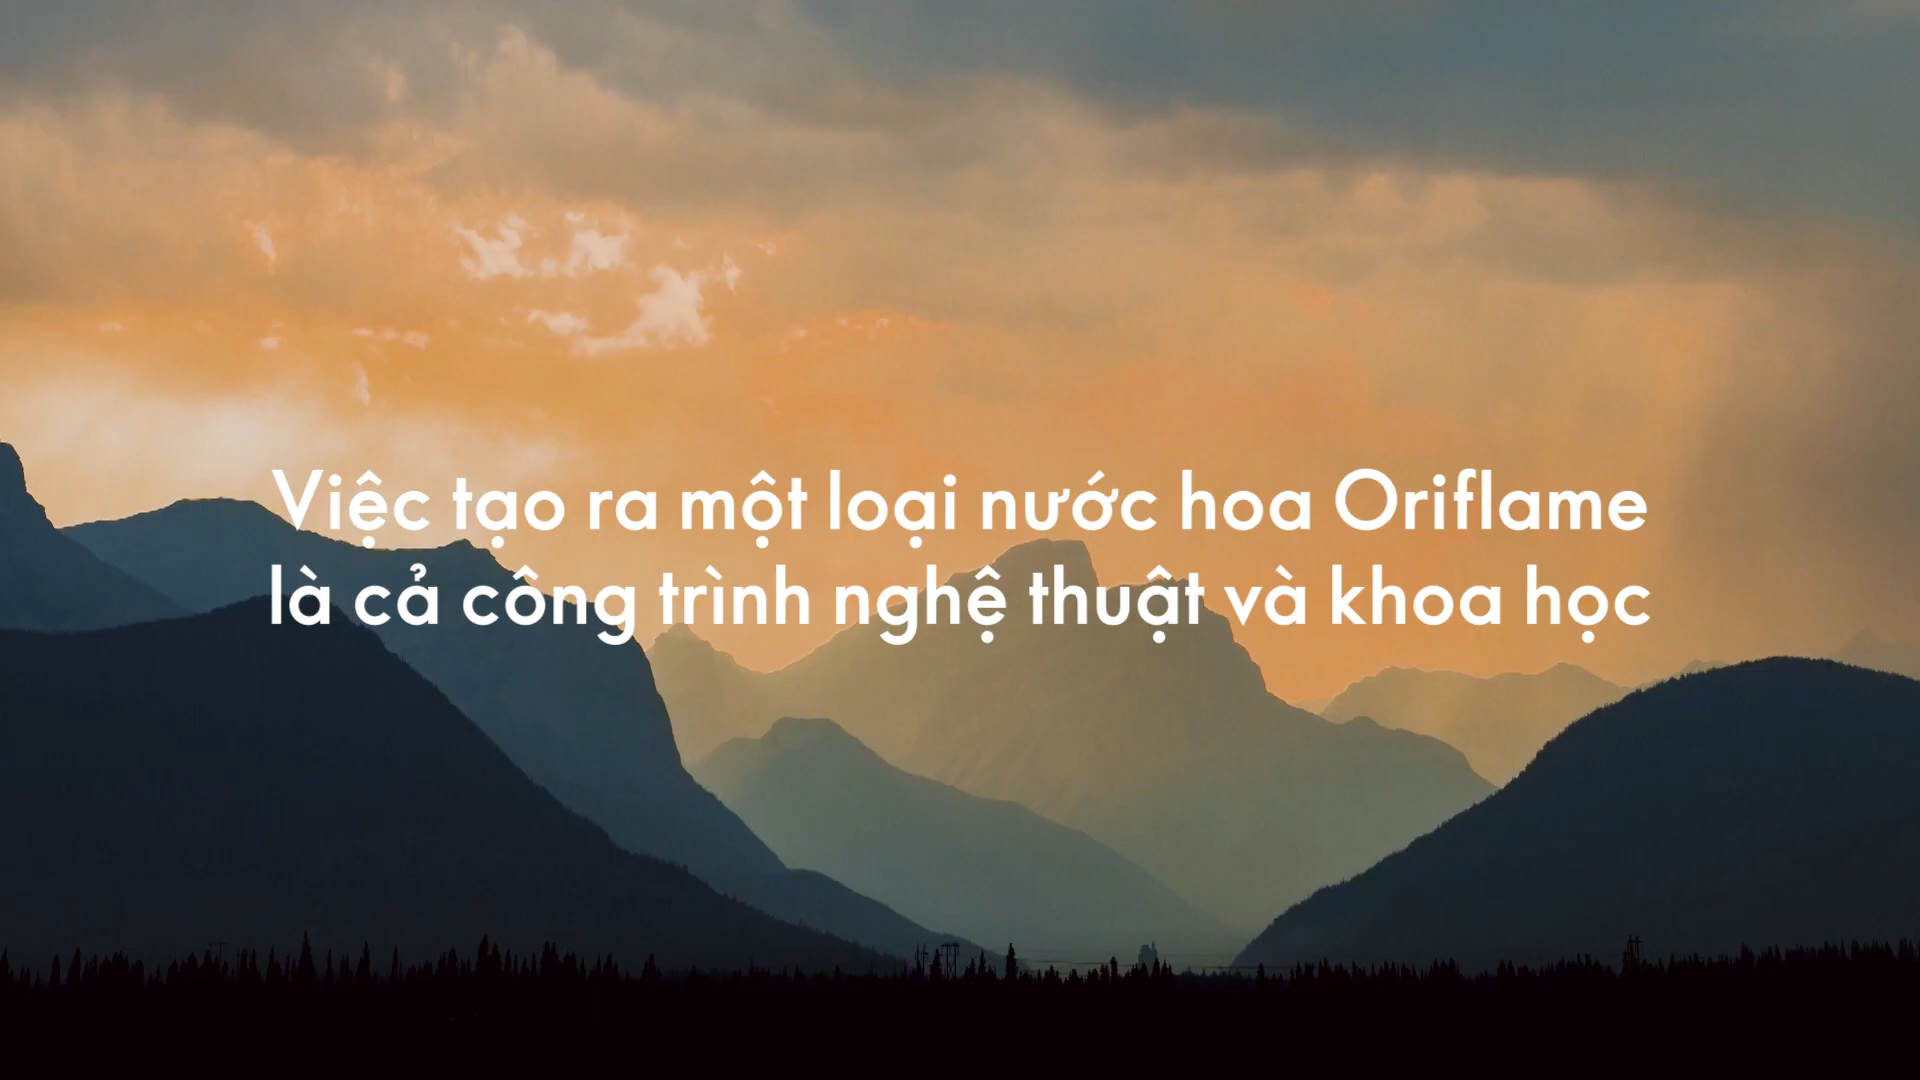 Việc tạo ra một loại nước hoa Oriflame
là cả công trình nghệ thuật và khoa học